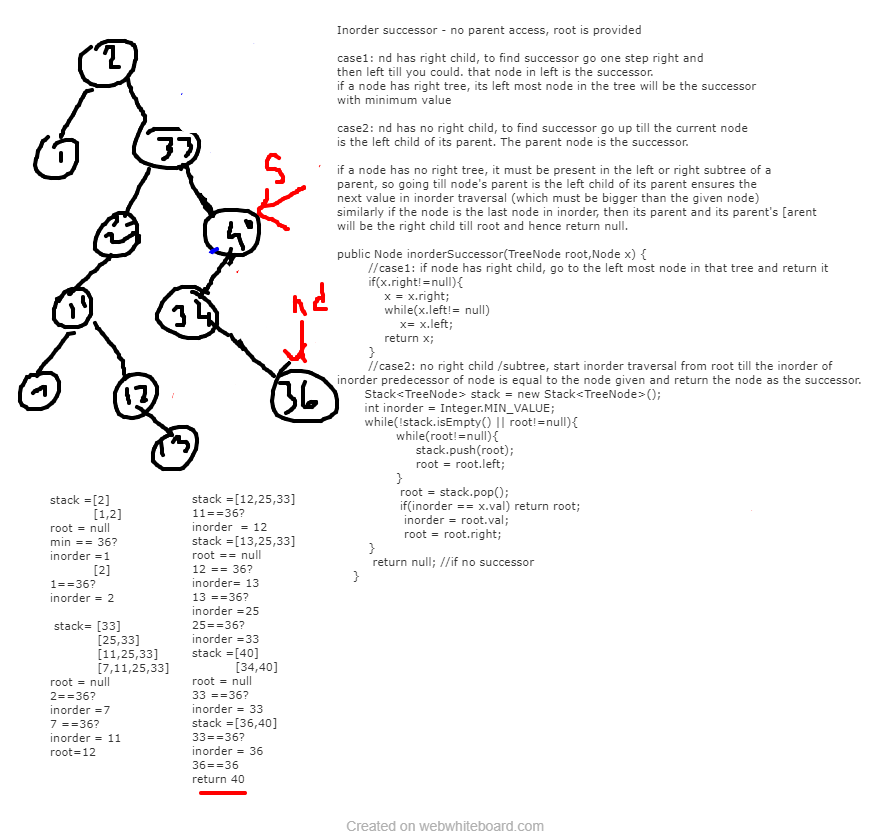 Inorder successor - no parent access, root is provided
case1: nd has right child, to find successor go one step right and
then left till you could. that node in left is the successor.
if a node has right tree, its left most node in the tree will be the successor
with minimum value
case2: nd has no right child, to find successor go up till the current node
is the left child of its parent. The parent node is the successor.
if a node has no right tree, it must be present in the left or right subtree of a
parent, so going till node's parent is the left child of its parent ensures the
next value in inorder traversal (which must be bigger than the given node)
similarly if the node is the last node in inorder, then its parent and its parent's [arent
will be the right child till root and hence return null.
public Node inorderSuccessor(TreeNode root,Node x) {
//case1: if node has right child, go to the left most node in that tree and return it
if(x.right!=null){
x = x.right;
while(x.left!= null)
x= x.left;
return x;
}
//case2: no right child /subtree, start inorder traversal from root till the inorder of
inorder predecessor of node is equal to the node given and return the node as the successor.
Stack<TreeNode> stack = new Stack<TreeNode>();
int inorder = Integer.MIN_VALUE;
while(!stack.isEmpty() || root!=null){
while(root!=null){
stack.push(root);
root = root.left;
}
root = stack.pop();
if(inorder == x.val) return root;
inorder = root.val;
root = root.right;
}
return null; //if no successor
}
2
1
33
S
34
nd
36
12
13
stack =[2]
[1,2]
root = null
min == 36?
inorder =1
[2]
1==36?
inorder = 2
stack= [33]
[25,33]
[11,25,33]
[7,11,25,33]
root = null
2==36?
inorder =7
7 ==36?
inorder = 11
root=12
stack =[12,25,33]
11==36?
inorder  = 12
stack =[13,25,33]
root == null
12 == 36?
inorder= 13
13 ==36?
inorder =25
25==36?
inorder =33
stack =[40]
[34,40]
root = null
33 ==36?
inorder = 33
stack =[36,40]
33==36?
inorder = 36
36==36
return 40
Created on webwhiteboard.com